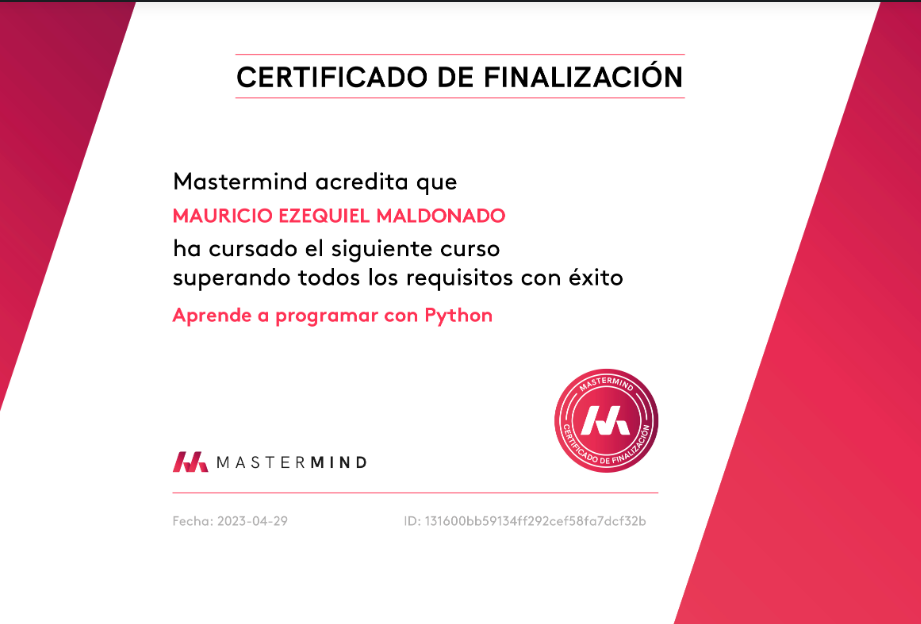 CERTIFICADO DE FINALIZACIÓN
Mastermind acredita que
MAURICIO EZEQUIEL MALDONADO
ha cursado el siguiente curso
superando todos los requisitos con éxito
Aprende a programar con Python
MASTERMIND
CERTIFICADO DE FINALIZACIÓN
MASTERMIND
Fecha: 2023-04-29
ID: 131600bb59134ff292cef58fa7dcf32b